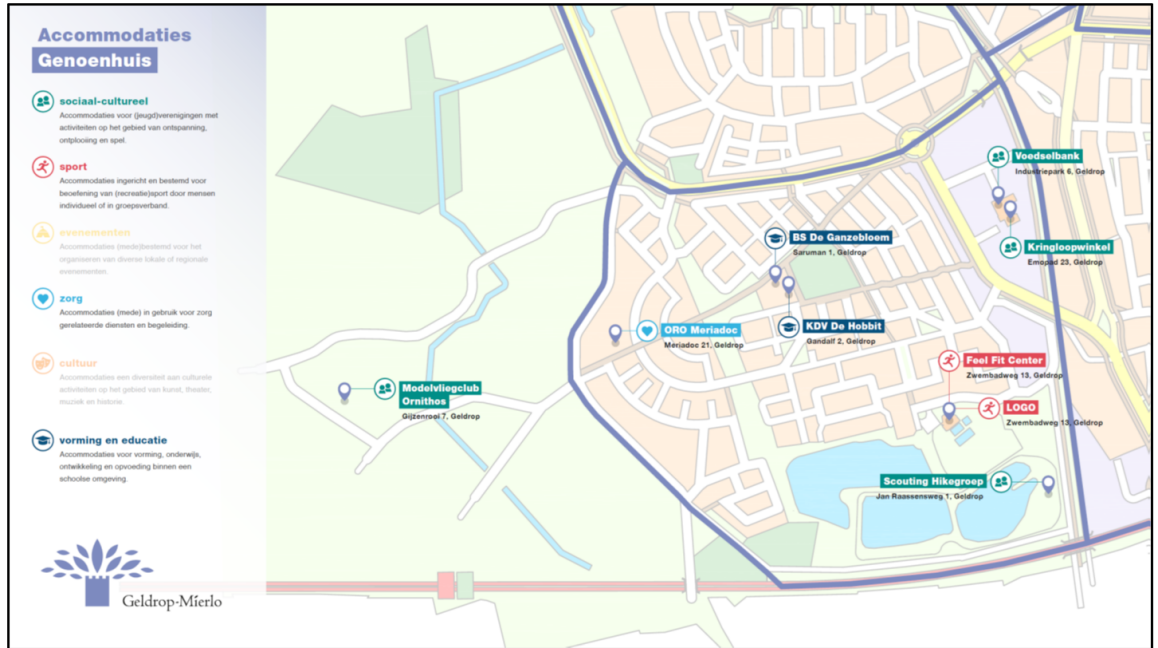 Accommodaties
Genoenhuis
sociaal-cultureel
Accommodaties voor (jeugd)verenigingen met
activiteiten op het gebied van ontspanning,
ontplooiing en spel.
sport
Accommodaties ingericht en bestemd voor
beoefening van (recreatie)sport door mensen
individueel of in groepsverband.
evenementen
Accommodaties (mede)bestemd voor het
organiseren van diverse lokale of regionale
evenementen.
zorg
Accommodaties (mede) in gebruik voor zorg
gerelateerde diensten en begeleiding.
cultuur
Accommodaties een diversiteit aan culturele
activiteiten op het gebied van kunst, theater,
muziek en historie.
vorming en educatie
Accommodaties voor vorming, onderwijs,
ontwikkeling en opvoeding binnen een
schoolse omgeving.
Geldrop-Mierlo
Voedselbank
Industriepark 6, Geldrop
Kringloopwinkel
Emopad 23, Geldrop
BS De Ganzebloem
Saruman 1, Geldrop
KDV De Hobbit
Gandalf 2, Geldrop
ORO Meriadoc
Meriadoc 21, Geldrop
Feel Fit Center
Zwembadweg 13, Geldrop
LOGO
Zwembadweg 13, Geldrop
Modelvliegclub
Ornithos
Gijzenrooi 7, Geldrop
Scouting Hikegroep
Jan Raassensweg 1, Geldrop